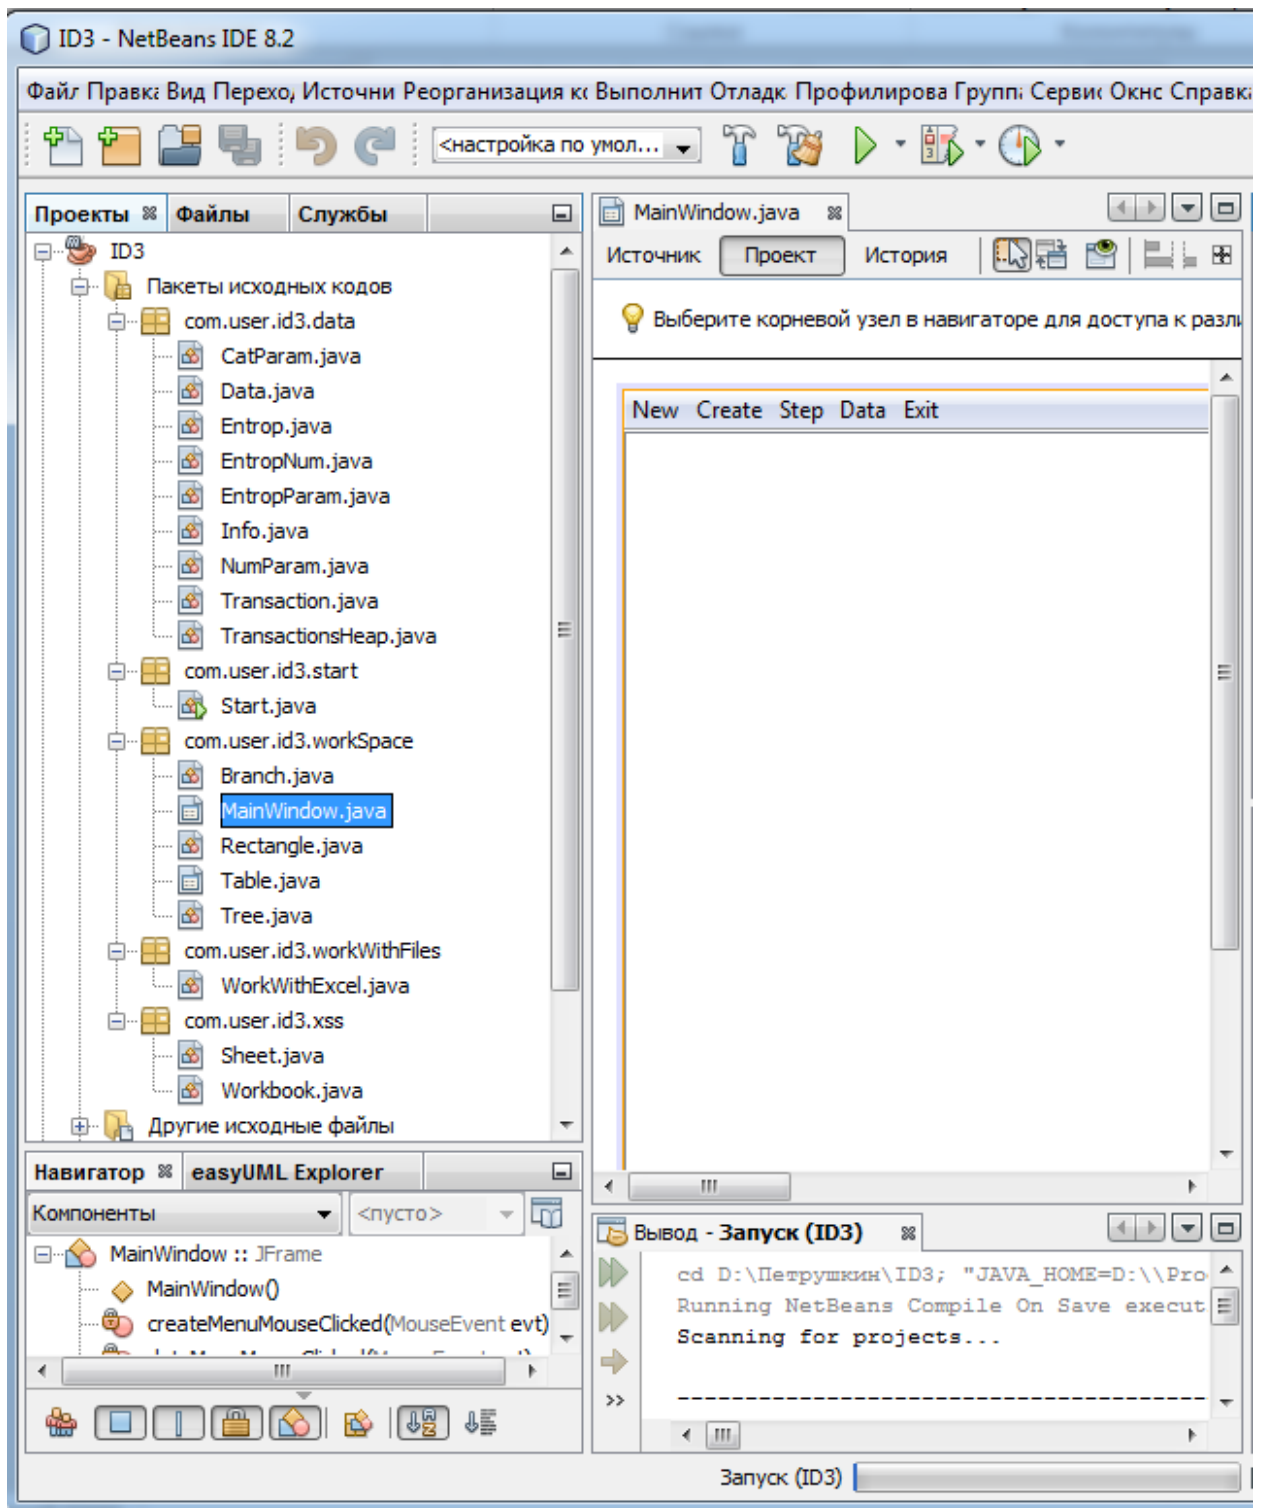 ID3 - NetBeans IDE 8.2
Файл Правка Вид Переход Источни Реорганизация ко Выполнит Отладк Профилирова Группа Сервис Окно Справка
<настройка по умол...
Проекты Файлы Службы
ID3
Пакеты исходных кодов
com.user.id3.data
CatParam.java
Data.java
Entrop.java
EntropNum.java
EntropParam.java
Info.java
NumParam.java
Transaction.java
TransactionsHeap.java
com.user.id3.start
Start.java
com.user.id3.workSpace
Branch.java
MainWindow.java
Rectangle.java
Table.java
Tree.java
com.user.id3.workWithFiles
WorkWithExcel.java
com.user.id3.xss
Sheet.java
Workbook.java
Другие исходные файлы
MainWindow.java
Источник Проект История
Выберите корневой узел в навигаторе для доступа к разли
New Create Step Data Exit
Навигатор easyUML Explorer
Компоненты <пусто>
MainWindow :: JFrame
MainWindow()
createMenuMouseClicked(MouseEvent evt)
Вывод - Запуск (ID3)
cd D:\Петрушкин\ID3; "JAVA_HOME=D:\\Pro
Running NetBeans Compile On Save execut
Scanning for projects...
------------------------------------
Запуск (ID3)